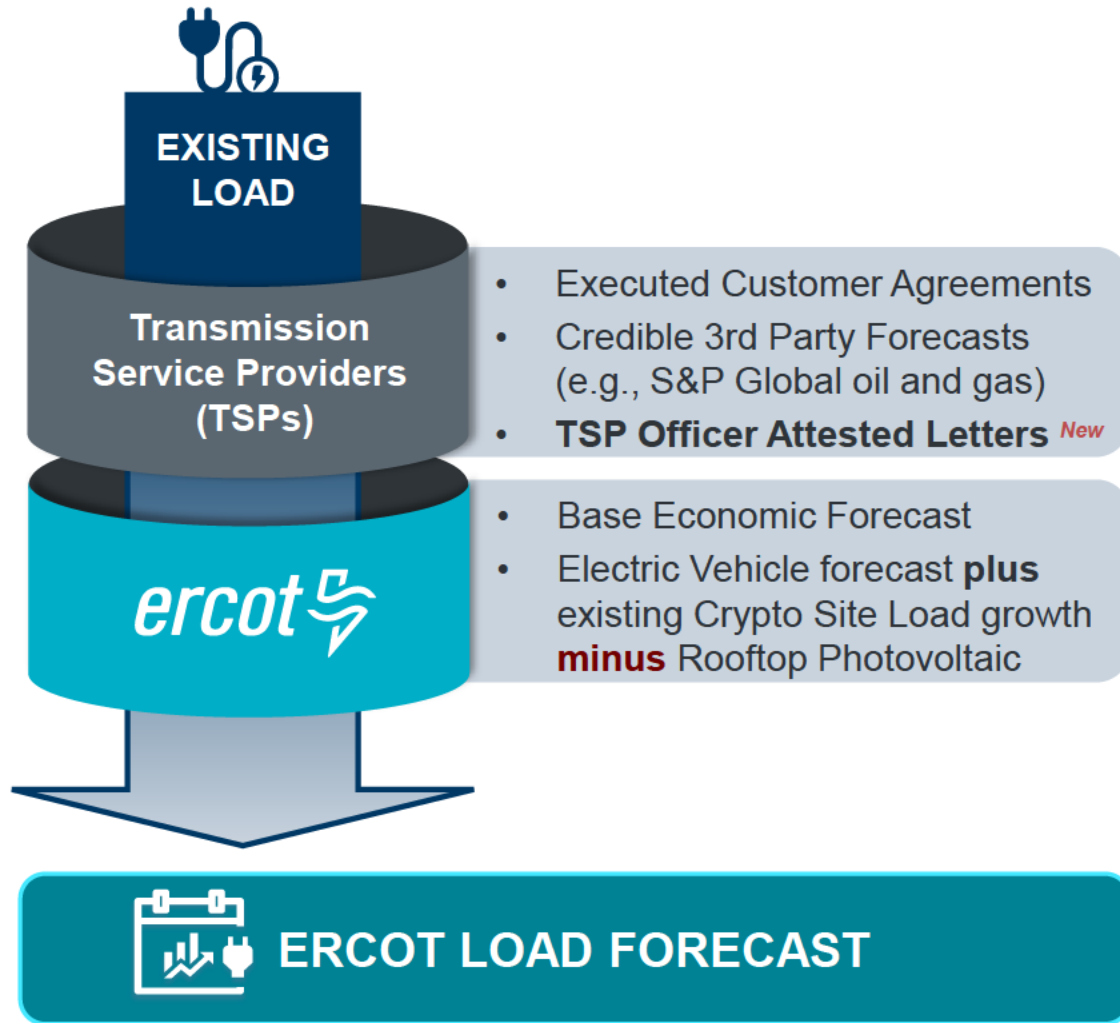 EXISTING
LOAD
Transmission
Service Providers
(TSPs)
• Executed Customer Agreements
• Credible 3rd Party Forecasts
(e.g., S&P Global oil and gas)
• TSP Officer Attested Letters New
ercot
• Base Economic Forecast
• Electric Vehicle forecast plus
existing Crypto Site Load growth
minus Rooftop Photovoltaic
ERCOT LOAD FORECAST